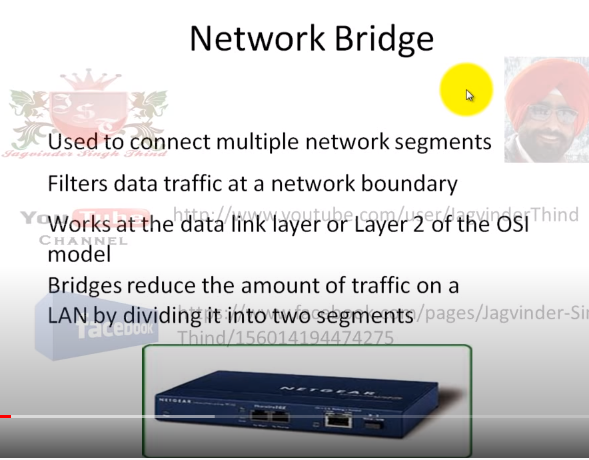 Network Bridge
Jagvinder Singh Thind
Used to connect multiple network segments
Filters data traffic at a network boundary
You Tube
CHANNEL
http://www.youtube.com/user/JagvinderThind
Works at the data link layer or Layer 2 of the OSI
model
Bridges reduce the amount of traffic on a
LAN by dividing it into two segments
facebook
https://www.facebook.com/pages/Jagvinder-Si
Thind/156014194474275
NETGEAR
NETGEAR